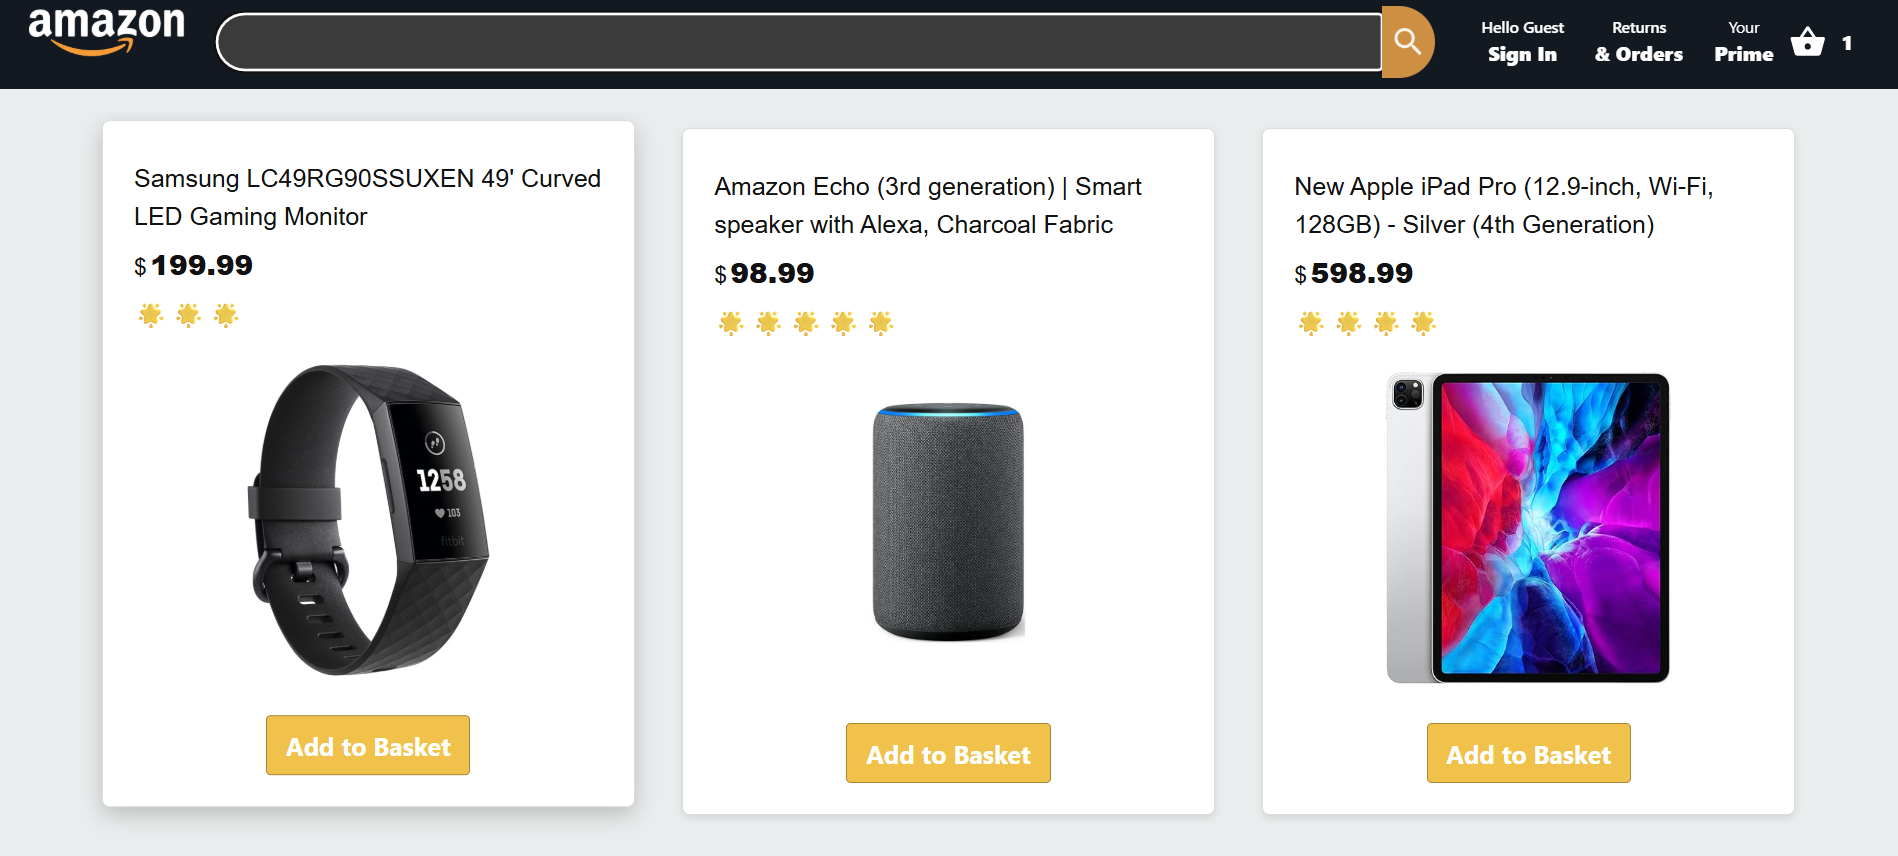 amazon
Hello Guest
Sign In
Returns
& Orders
Your
Prime
1
Samsung LC49RG90SSUXEN 49' Curved
LED Gaming Monitor
$199.99
1258
103
fitbit
Add to Basket
Amazon Echo (3rd generation) | Smart
speaker with Alexa, Charcoal Fabric
$98.99
Add to Basket
New Apple iPad Pro (12.9-inch, Wi-Fi,
128GB) - Silver (4th Generation)
$598.99
Add to Basket